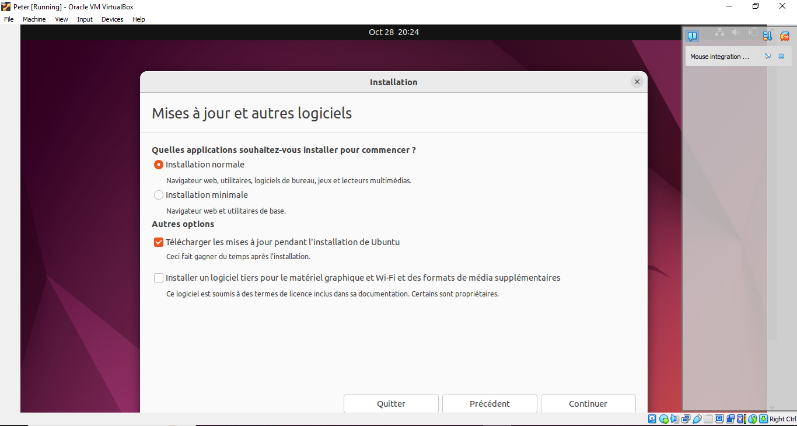 Peter [Running] - Oracle VM VirtualBox
File Machine View Input Devices Help
Oct 28 20:24
Mouse integration ...
Installation
Mises à jour et autres logiciels
Quelles applications souhaitez-vous installer pour commencer ?
Installation normale
Navigateur web, utilitaires, logiciels de bureau, jeux et lecteurs multimédias.
Installation minimale
Navigateur web et utilitaires de base.
Autres options
Télécharger les mises à jour pendant l'installation de Ubuntu
Ceci fait gagner du temps après l'installation.
Installer un logiciel tiers pour le matériel graphique et Wi-Fi et des formats de média supplémentaires
Ce logiciel est soumis à des termes de licence inclus dans sa documentation. Certains sont propriétaires.
Quitter Précédent Continuer
Right Ctrl